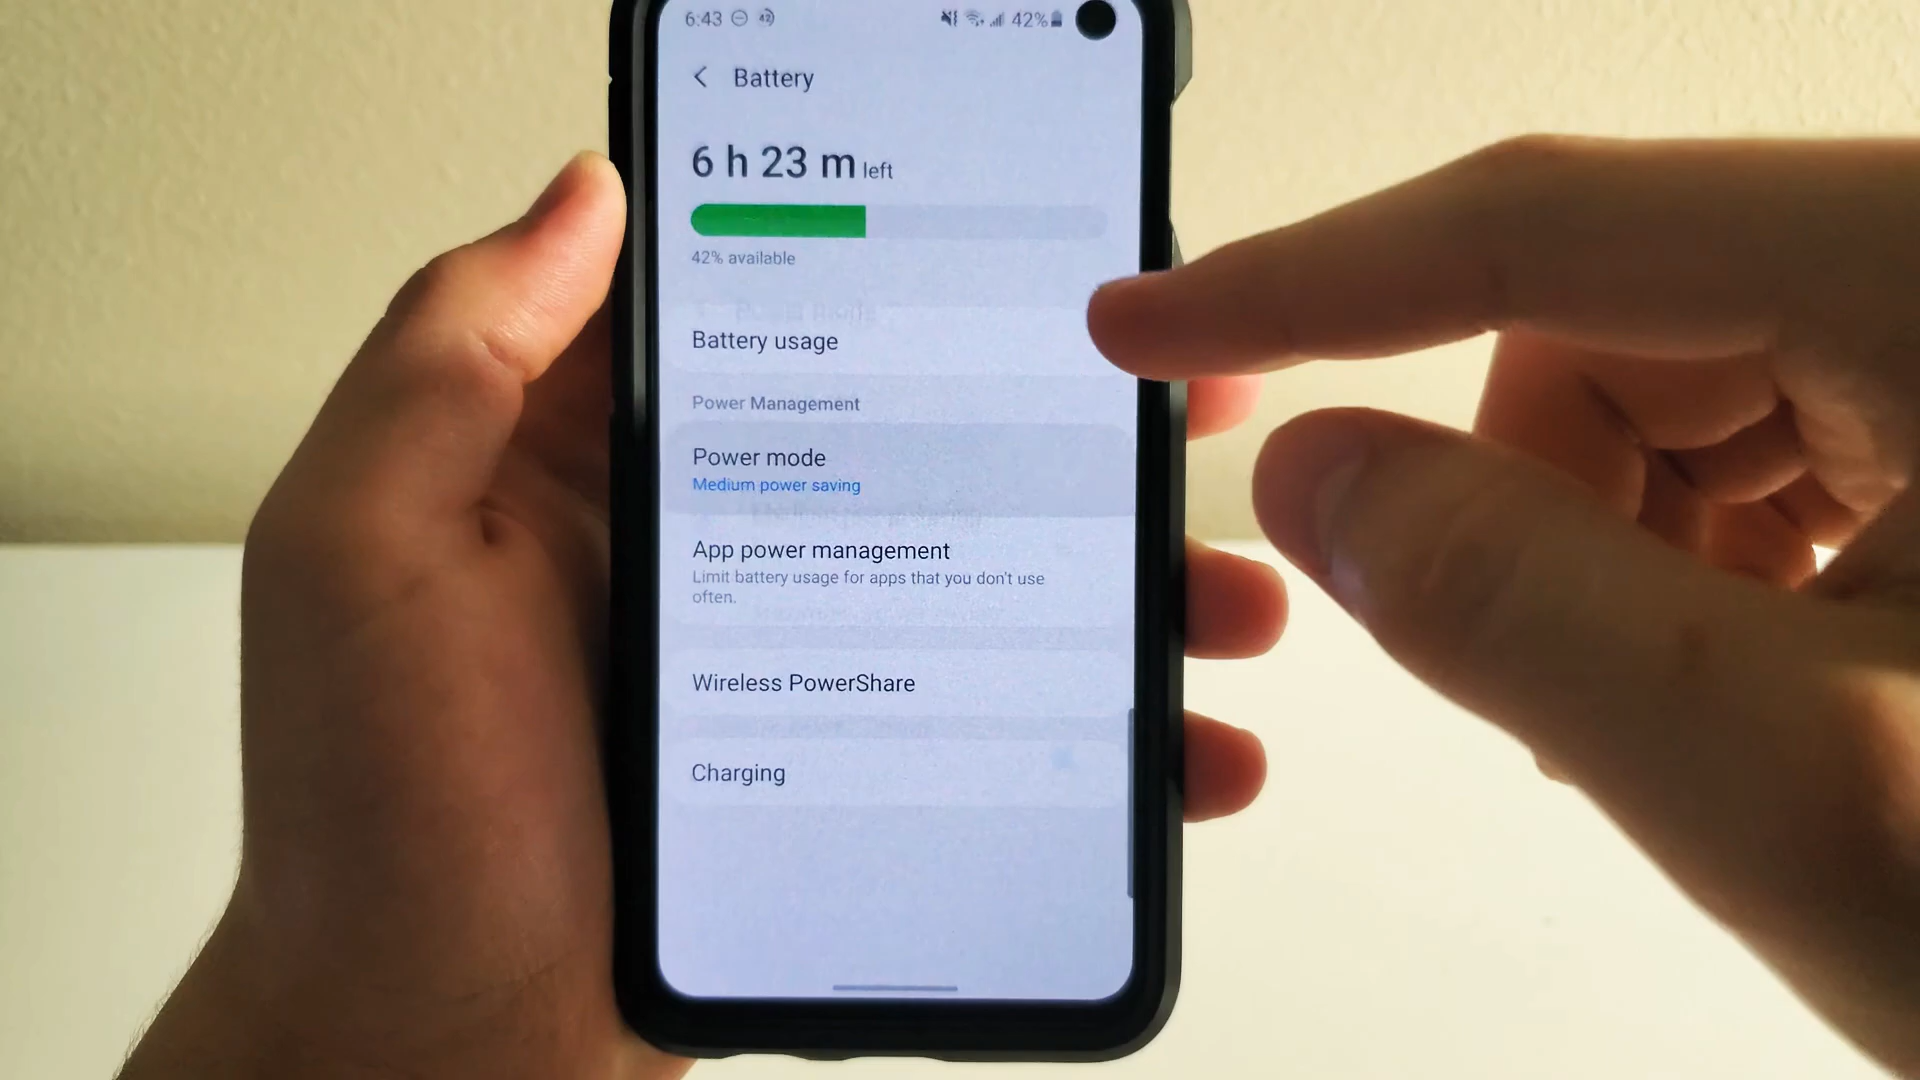 6:43 42%
Battery
6 h 23 m left
42% available
Battery usage
Power Management
Power mode
Medium power saving
App power management
Limit battery usage for apps that you don't use
often.
Wireless PowerShare
Charging